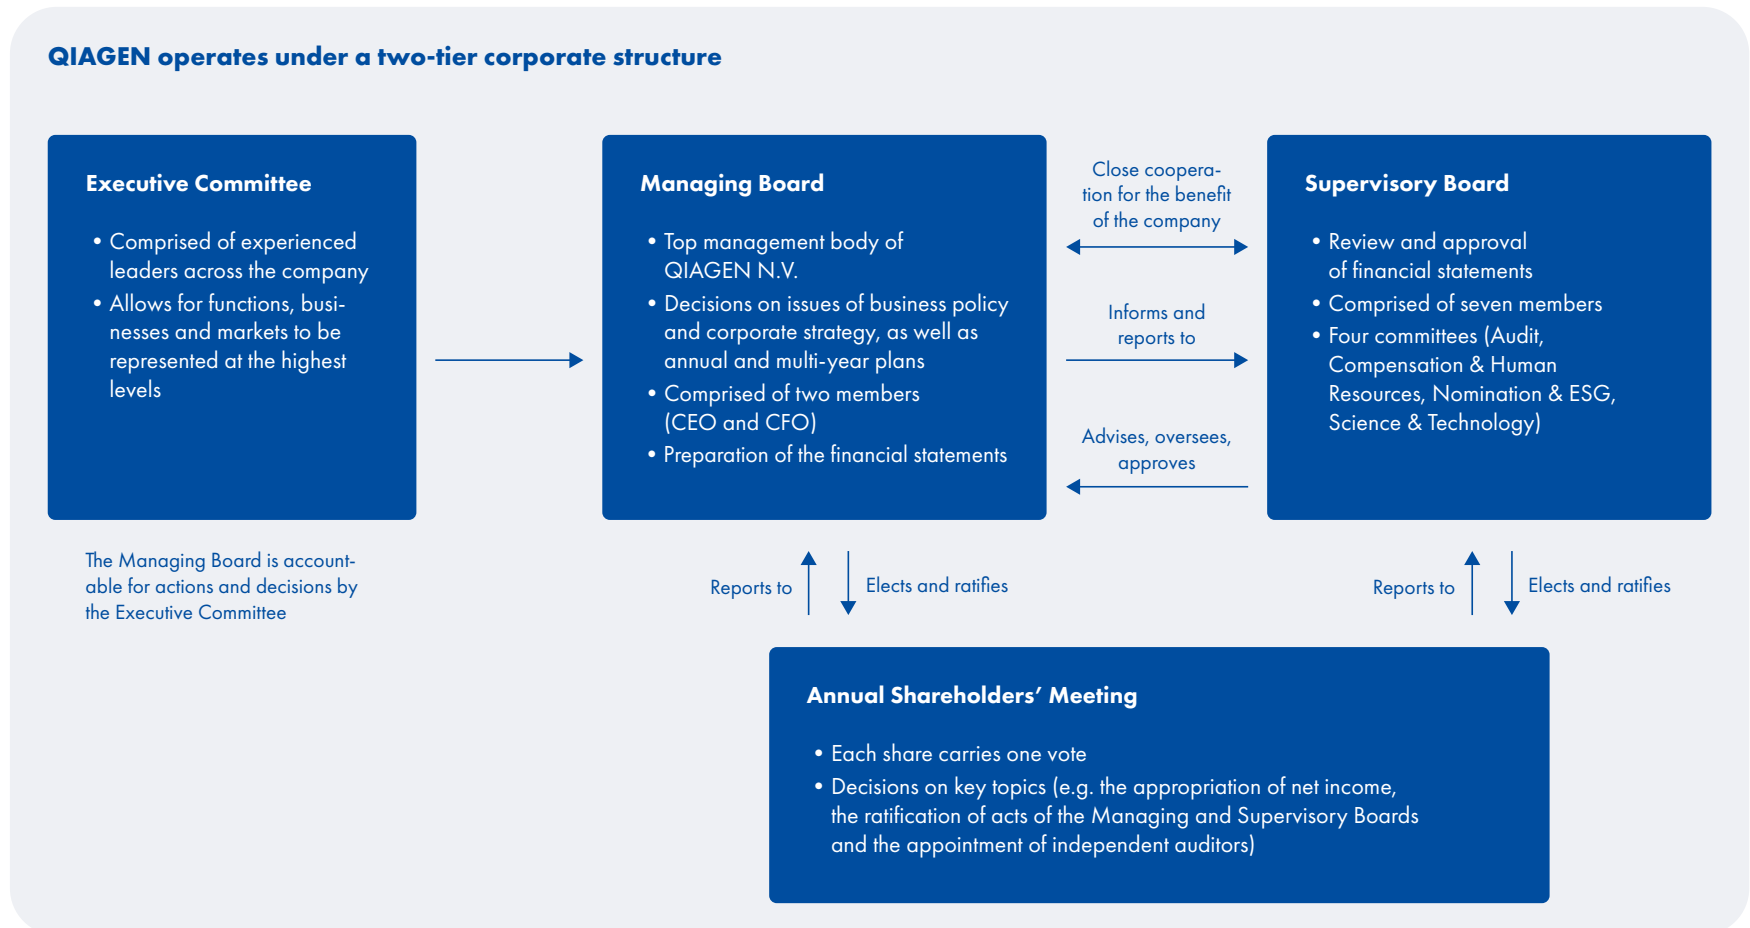 QIAGEN operates under a two-tier corporate structure
Executive Committee
• Comprised of experienced
leaders across the company
• Allows for functions, busi-
nesses and markets to be
represented at the highest
levels
The Managing Board is account-
able for actions and decisions by
the Executive Committee
Managing Board
• Top management body of
QIAGEN N.V.
• Decisions on issues of business policy
and corporate strategy, as well as
annual and multi-year plans
• Comprised of two members
(CEO and CFO)
• Preparation of the financial statements
Close coopera-
tion for the benefit
of the company
Informs and
reports to
Advises, oversees,
approves
Supervisory Board
• Review and approval
of financial statements
• Comprised of seven members
• Four committees (Audit,
Compensation & Human
Resources, Nomination & ESG,
Science & Technology)
Reports to
Elects and ratifies
Reports to
Elects and ratifies
Annual Shareholders’ Meeting
• Each share carries one vote
• Decisions on key topics (e.g. the appropriation of net income,
the ratification of acts of the Managing and Supervisory Boards
and the appointment of independent auditors)